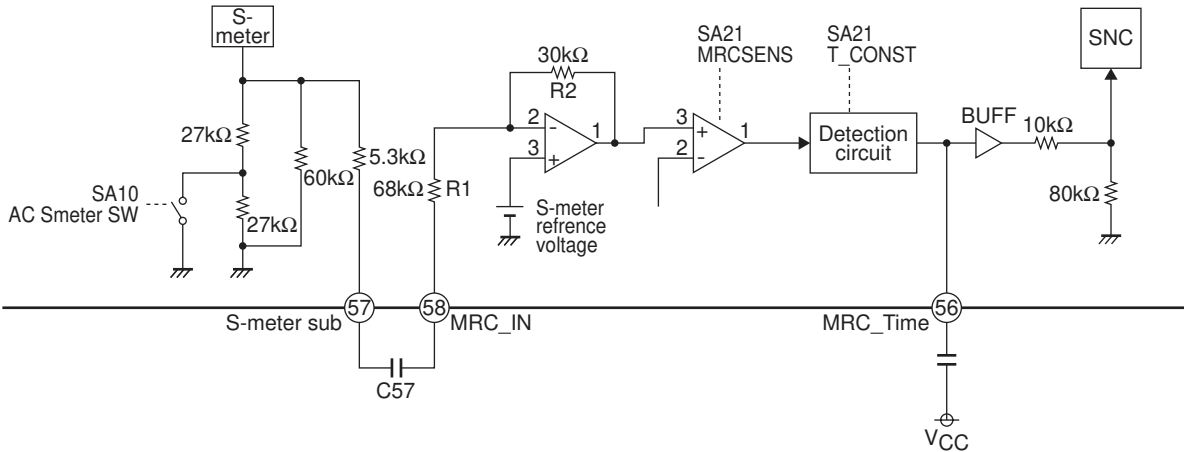 S-
meter
SA21
MRCSENS
SA21
T_CONST
SNC
30kΩ
R2
2
-
1
3
+
3
+
1
2
-
Detection
circuit
BUFF
10kΩ
27kΩ
60kΩ
5.3kΩ
68kΩ
R1
80kΩ
SA10
AC Smeter SW
27kΩ
S-meter
refrence
voltage
57
58
56
S-meter sub
MRC_IN
MRC_Time
C57
VCC